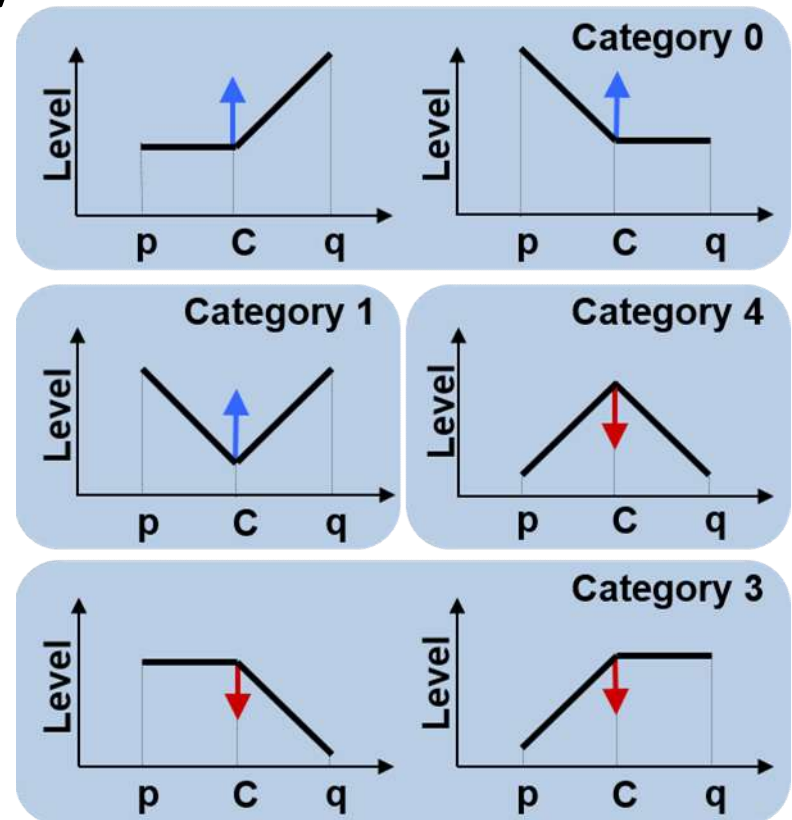 Category 0
Level
p C q
Level
p C q
Category 1
Level
p C q
Category 4
Level
p C q
Category 3
Level
p C q
Level
p C q